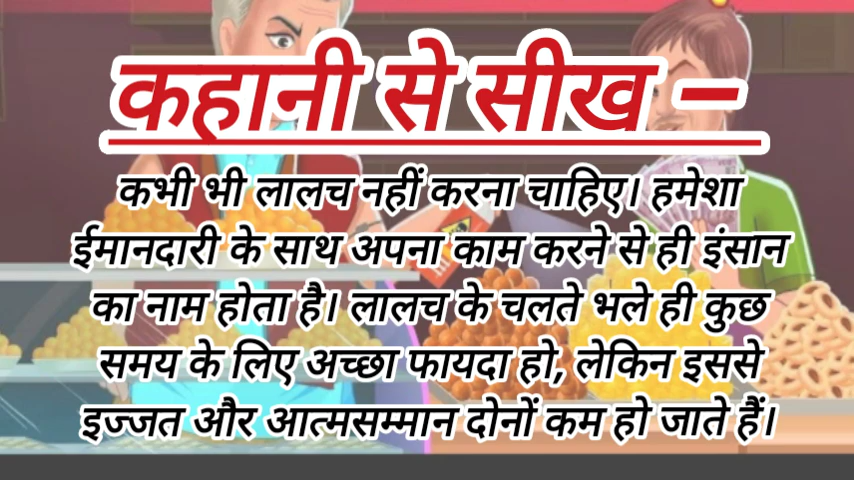 कहानी से सीख –
कभी भी लालच नहीं करना चाहिए। हमेशा
ईमानदारी के साथ अपना काम करने से ही इंसान
का नाम होता है। लालच के चलते भले ही कुछ
समय के लिए अच्छा फायदा हो, लेकिन इससे
इज्जत और आत्मसम्मान दोनों कम हो जाते हैं।